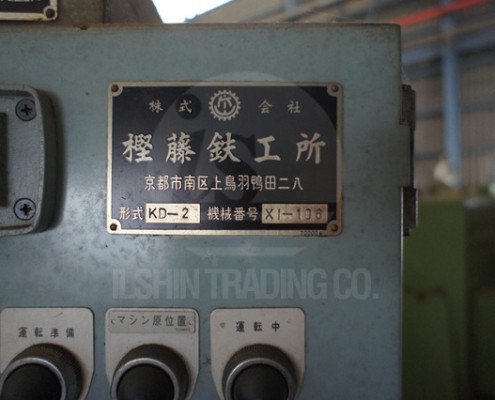 株式 会社
樫藤鉄工所
京都市南区上鳥羽鴨田二八
形式 KD-2 機械番号 XI-106
ILSHIN TRADING CO.
運転準備
マシン原位置
運転中